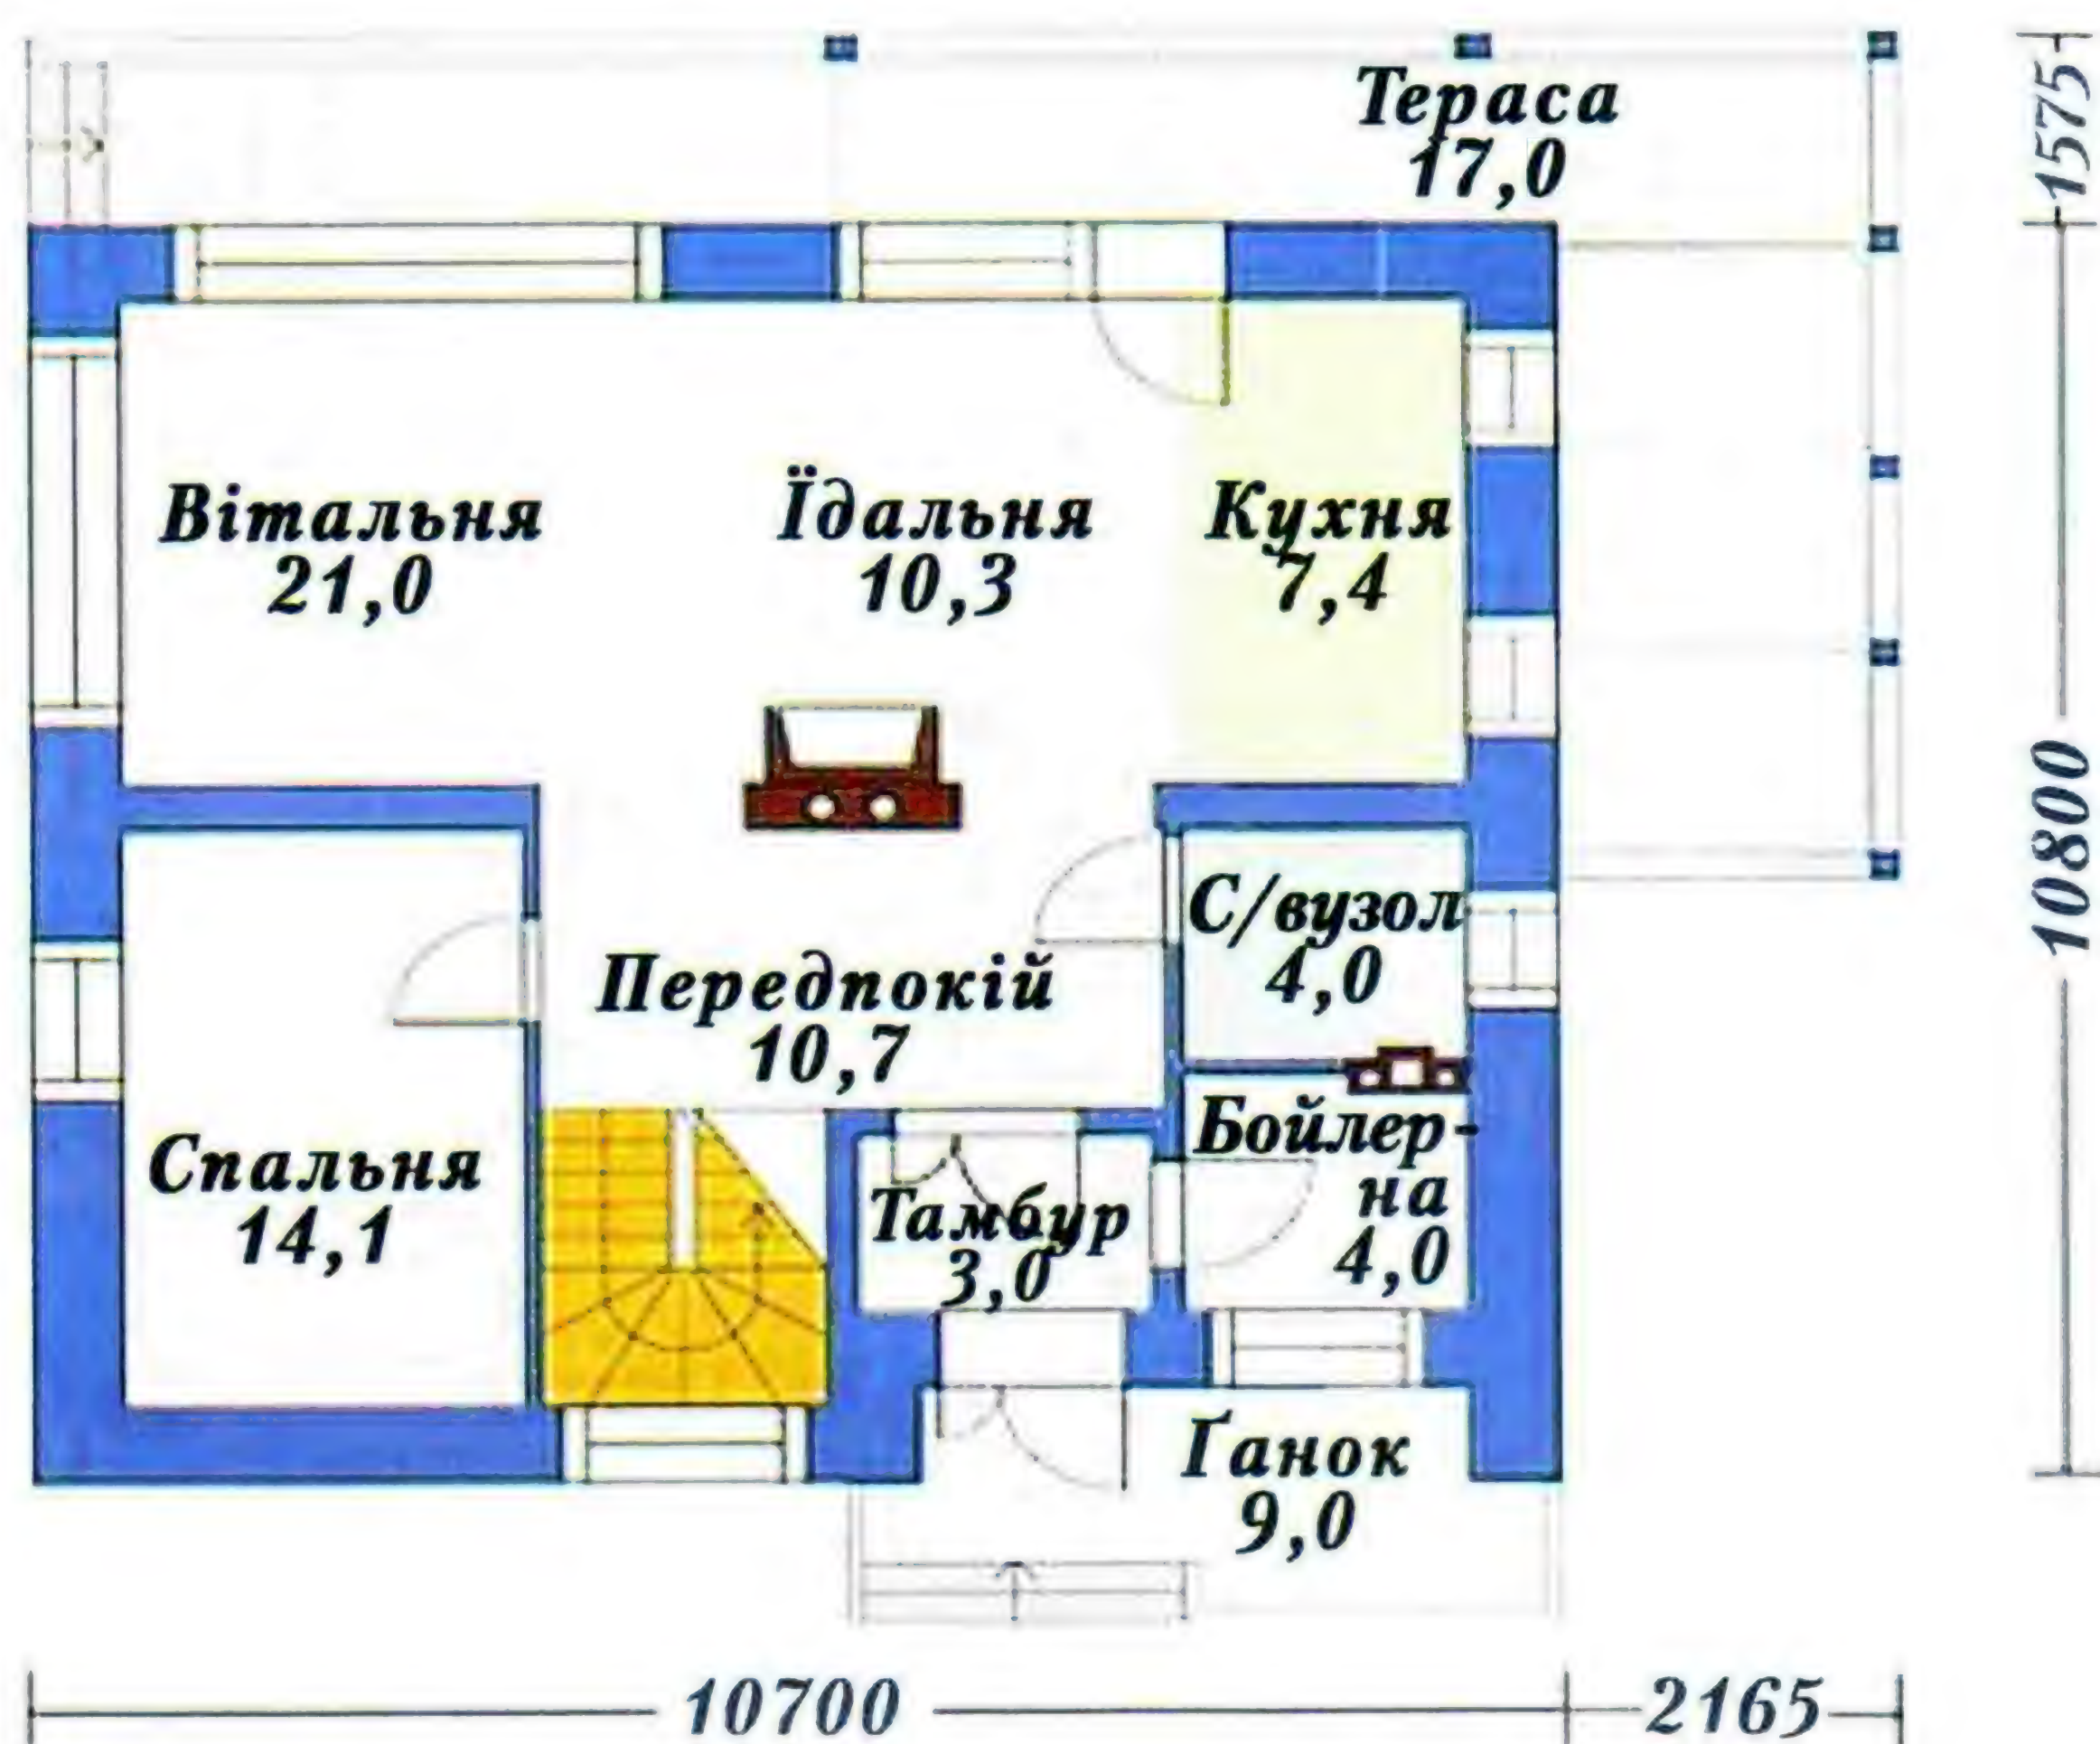 Тераса
17,0
1575
Вітальня
21,0
Їдальня
10,3
Кухня
7,4
10800
С/вузол
4,0
Передпокій
10,7
Бойлер-
на
4,0
Спальня
14,1
Тамбур
3,0
Ґанок
9,0
10700
2165